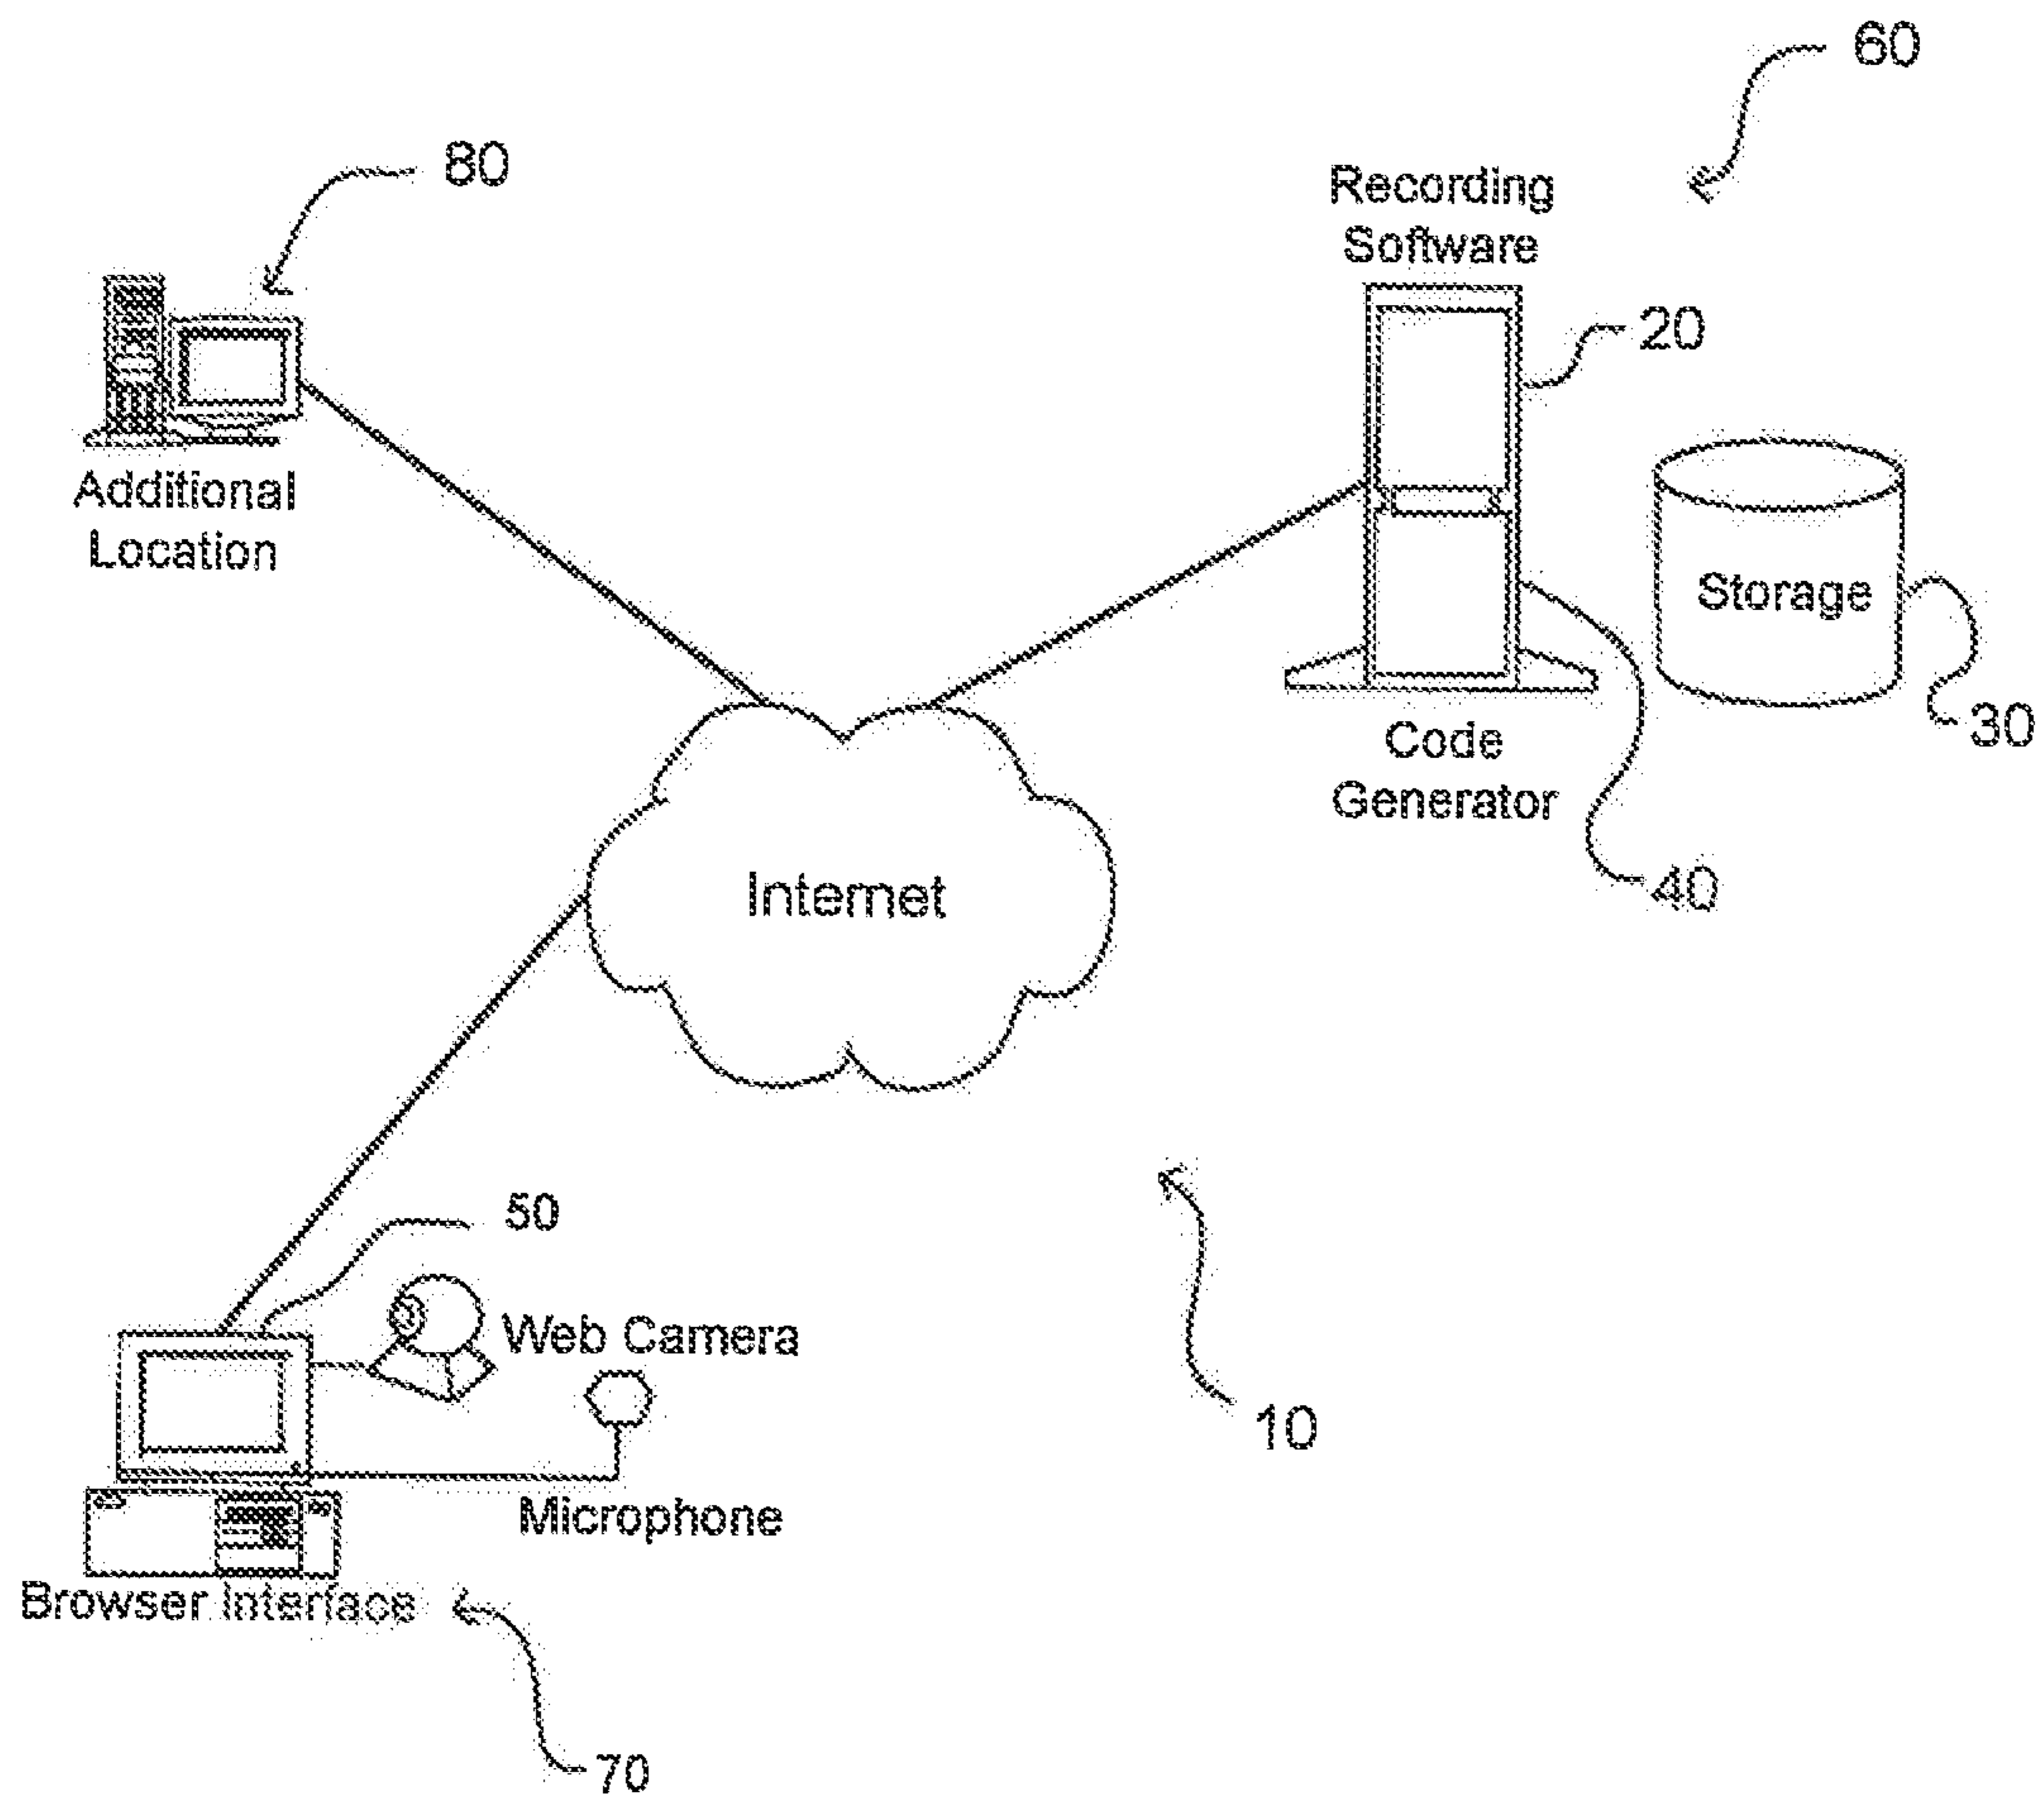 60
80
Recording
Software
20
Additional
Location
Storage
30
Code
Generator
40
Internet
50
Web Camera
10
Microphone
Browser Interface
70